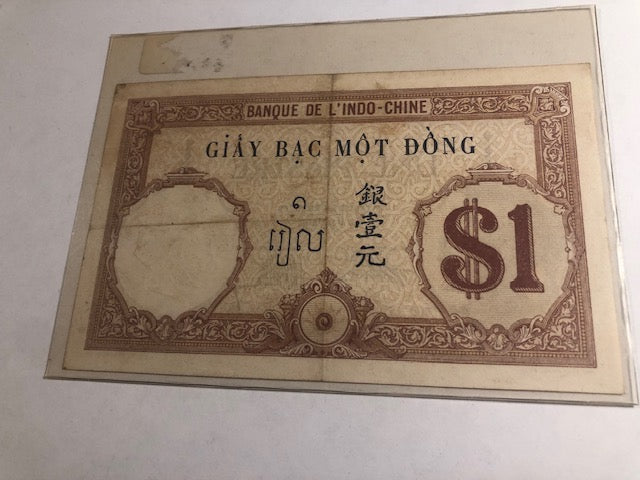 BANQUE DE L'INDO-CHINE
GIẤY BẠC MỘT ĐỒNG
១
រៀល
銀壹元
$1